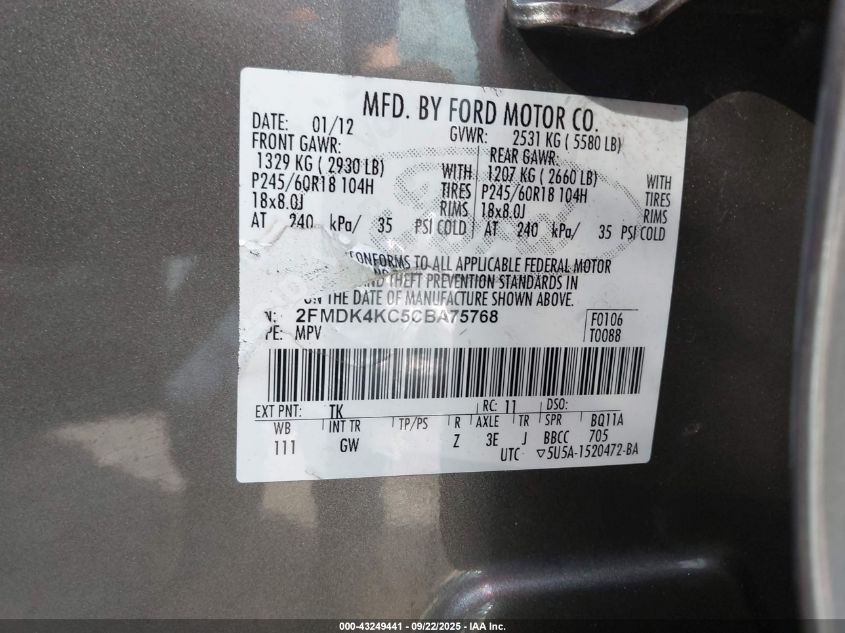 MFD. BY FORD MOTOR CO.
DATE: 01/12 GVWR: 2531 KG ( 5580 LB)
FRONT GAWR: REAR GAWR:
1329 KG ( 2930 LB) WITH 1207 KG ( 2660 LB) WITH
P245/60R18 104H TIRES P245/60R18 104H TIRES
18x8.0J RIMS 18x8.0J RIMS
AT 240 kPa/ 35 PSI COLD AT 240 kPa/ 35 PSI COLD
CONFORMS TO ALL APPLICABLE FEDERAL MOTOR
AND THEFT PREVENTION STANDARDS IN
ON THE DATE OF MANUFACTURE SHOWN ABOVE.
N: 2FMDK4KC5CBA75768 F0106
PE: MPV T0088
EXT PNT: TK RC: 11 DSO:
WB INT TR TP/PS R AXLE TR SPR BQ11A
111 GW Z 3E J BBCC 705
UTC ▽5U5A-1520472-BA
000-43249441 - 09/22/2025 - IAA Inc.